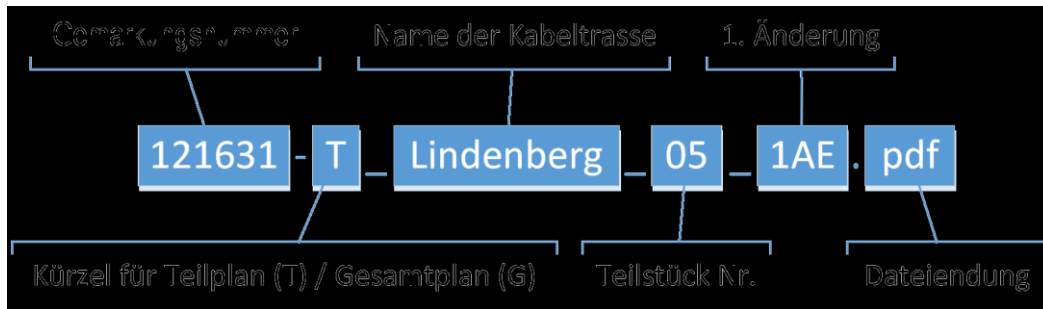 Gemarkungsnummer Name der Kabeltrasse 1. Änderung
121631 - T _ Lindenberg _ 05 _ 1AE . pdf
Kürzel für Teilplan (T) / Gesamtplan (G) Teilstück Nr. Dateiendung